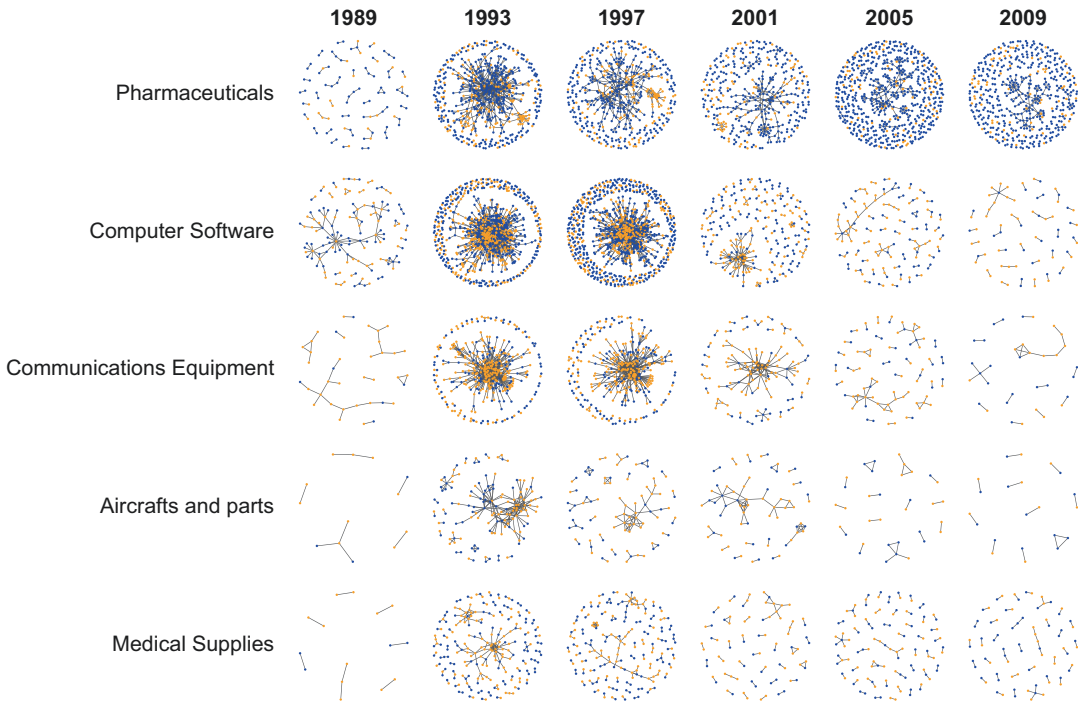 1989 1993 1997 2001 2005 2009
Pharmaceuticals
Computer Software
Communications Equipment
Aircrafts and parts
Medical Supplies